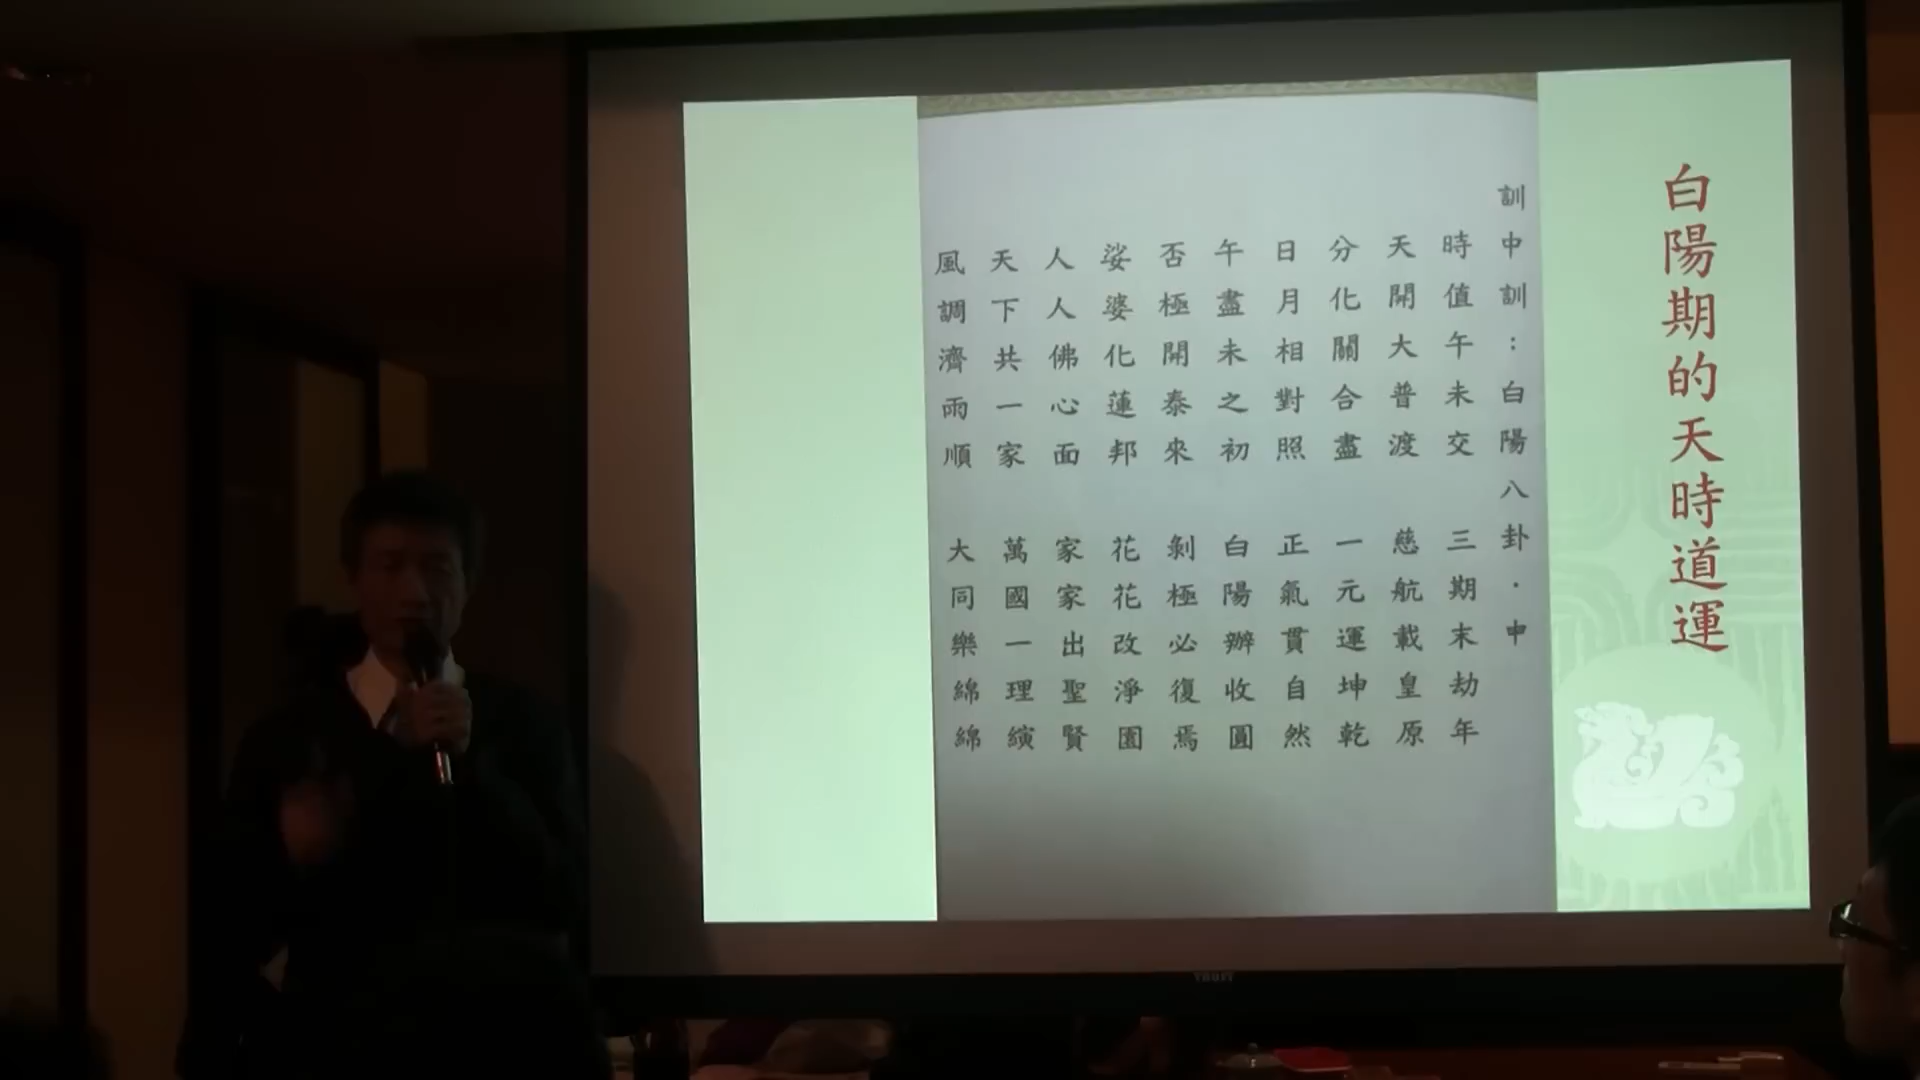 白陽期的天時道運
訓中訓：白陽八卦．中
時值午未交 三期末劫年
天開大普渡 慈航載皇原
分化關合盡 一元運坤乾
日月相對照 正氣貫自然
午盡未之初 白陽辦收圓
否極開泰來 剝極必復焉
娑婆化蓮邦 花花改淨園
人人佛心面 家家出聖賢
天下共一家 萬國一理繽
風調濟雨順 大同樂綿綿
TRUST